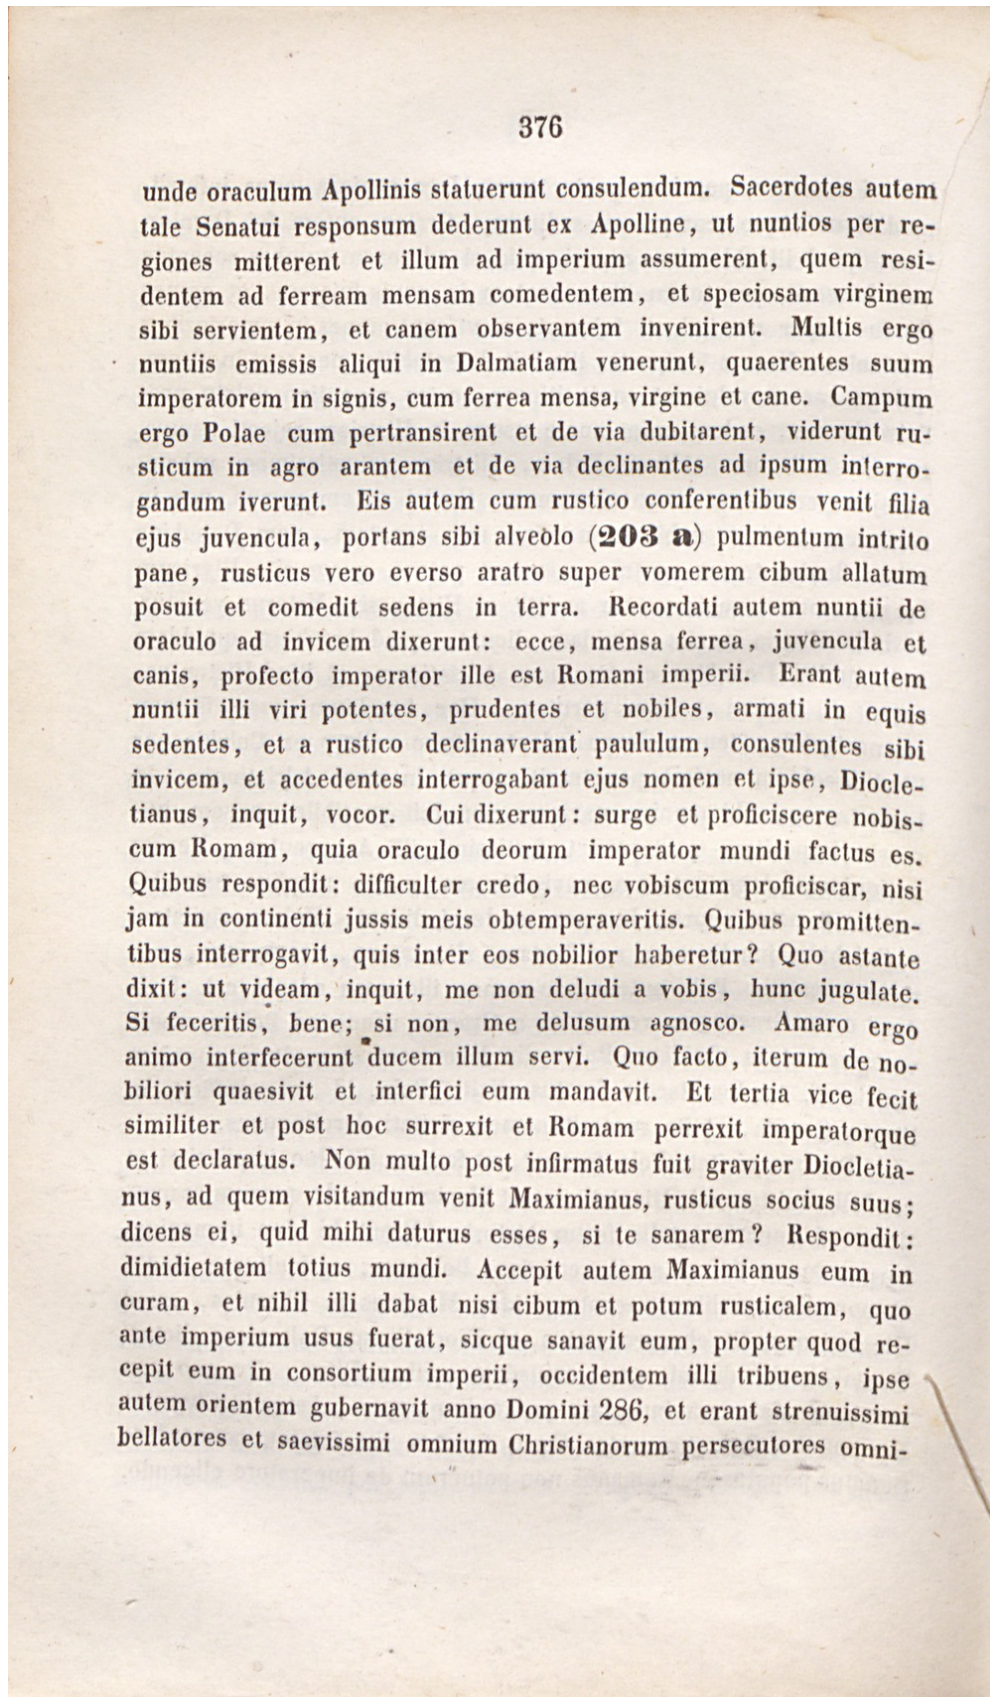 376
unde oraculum Apollinis statuerunt consulendum. Sacerdotes autem
tale Senatui responsum dederunt ex Apolline, ut nuntios per re-
giones mitterent et illum ad imperium assumerent, quem resi-
dentem ad ferream mensam comedentem, et speciosam virginem
sibi servientem, et canem observantem invenirent. Multis ergo
nuntiis emissis aliqui in Dalmatiam venerunt, quaerentes suum
imperatorem in signis, cum ferrea mensa, virgine et cane. Campum
ergo Polae cum pertransirent et de via dubitarent, viderunt ru-
sticum in agro arantem et de via declinantes ad ipsum interro-
gandum iverunt. Eis autem cum rustico conferentibus venit filia
ejus juvencula, portans sibi alveolo (203 a) pulmentum intrito
pane, rusticus vero everso aratro super vomerem cibum allatum
posuit et comedit sedens in terra. Recordati autem nuntii de
oraculo ad invicem dixerunt: ecce, mensa ferrea, juvencula et
canis, profecto imperator ille est Romani imperii. Erant autem
nuntii illi viri potentes, prudentes et nobiles, armati in equis
sedentes, et a rustico declinaverant paululum, consulentes sibi
invicem, et accedentes interrogabant ejus nomen et ipse, Diocle-
tianus, inquit, vocor. Cui dixerunt: surge et proficiscere nobis-
cum Romam, quia oraculo deorum imperator mundi factus es.
Quibus respondit: difficulter credo, nec vobiscum proficiscar, nisi
jam in continenti jussis meis obtemperaveritis. Quibus promitten-
tibus interrogavit, quis inter eos nobilior haberetur? Quo astante
dixit: ut videam, inquit, me non deludi a vobis, hunc jugulate.
Si feceritis, bene; si non, me delusum agnosco. Amaro ergo
animo interfecerunt ducem illum servi. Quo facto, iterum de no-
biliori quaesivit et interfici eum mandavit. Et tertia vice fecit
similiter et post hoc surrexit et Romam perrexit imperatorque
est declaratus. Non multo post infirmatus fuit graviter Diocletia-
nus, ad quem visitandum venit Maximianus, rusticus socius suus;
dicens ei, quid mihi daturus esses, si te sanarem? Respondit:
dimidietatem totius mundi. Accepit autem Maximianus eum in
curam, et nihil illi dabat nisi cibum et potum rusticalem, quo
ante imperium usus fuerat, sicque sanavit eum, propter quod re-
cepit eum in consortium imperii, occidentem illi tribuens, ipse
autem orientem gubernavit anno Domini 286, et erant strenuissimi
bellatores et saevissimi omnium Christianorum persecutores omni-